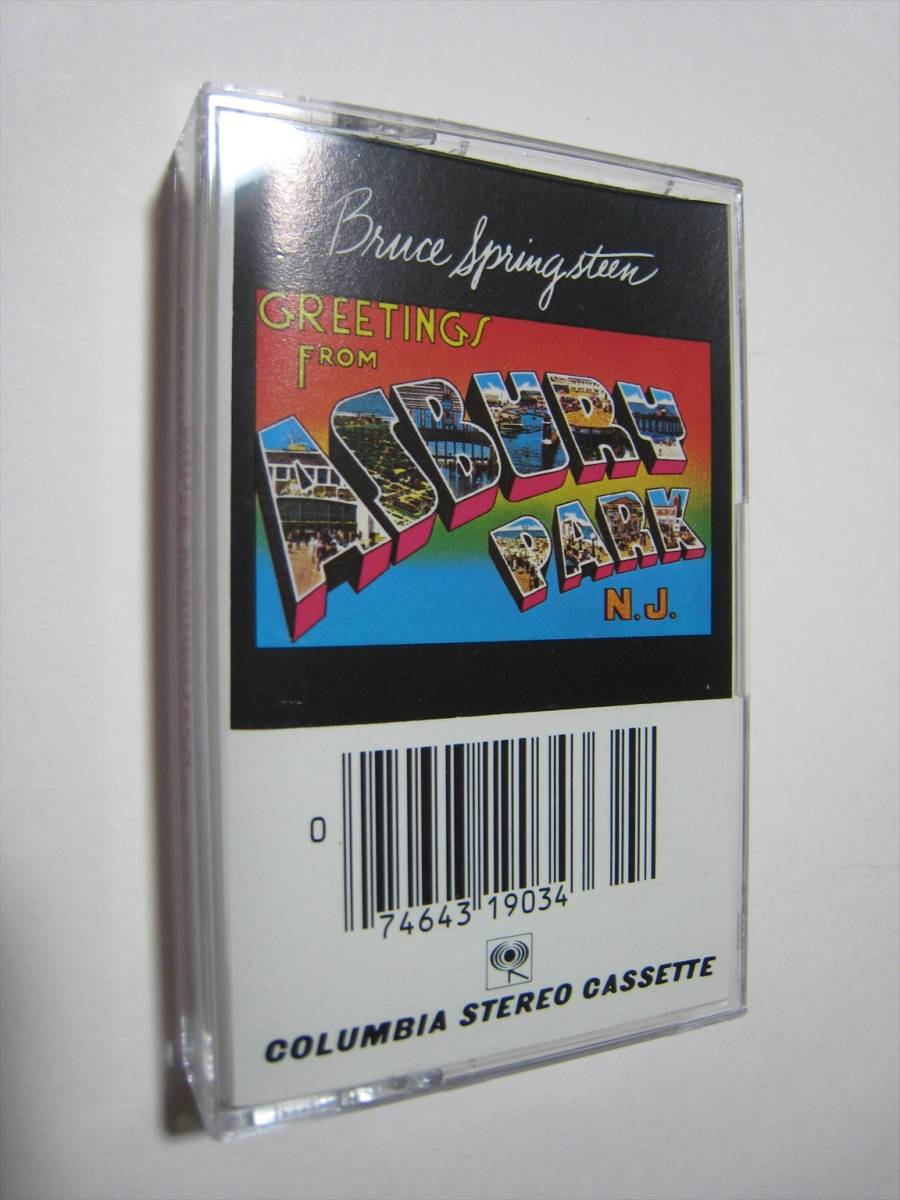 Bruce Springsteen
GREETINGS
FROM
ASBURY
PARK
N.J.
0
74643 19034
COLUMBIA STEREO CASSETTE